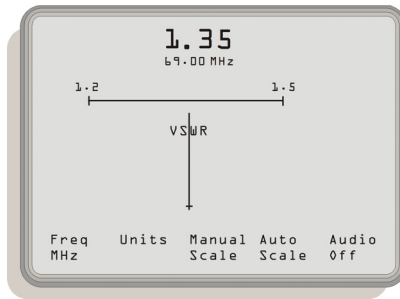 1.35
69.00 MHz
1.2 1.5
VSWR
Freq Units Manual Auto Audio
MHz Scale Scale Off